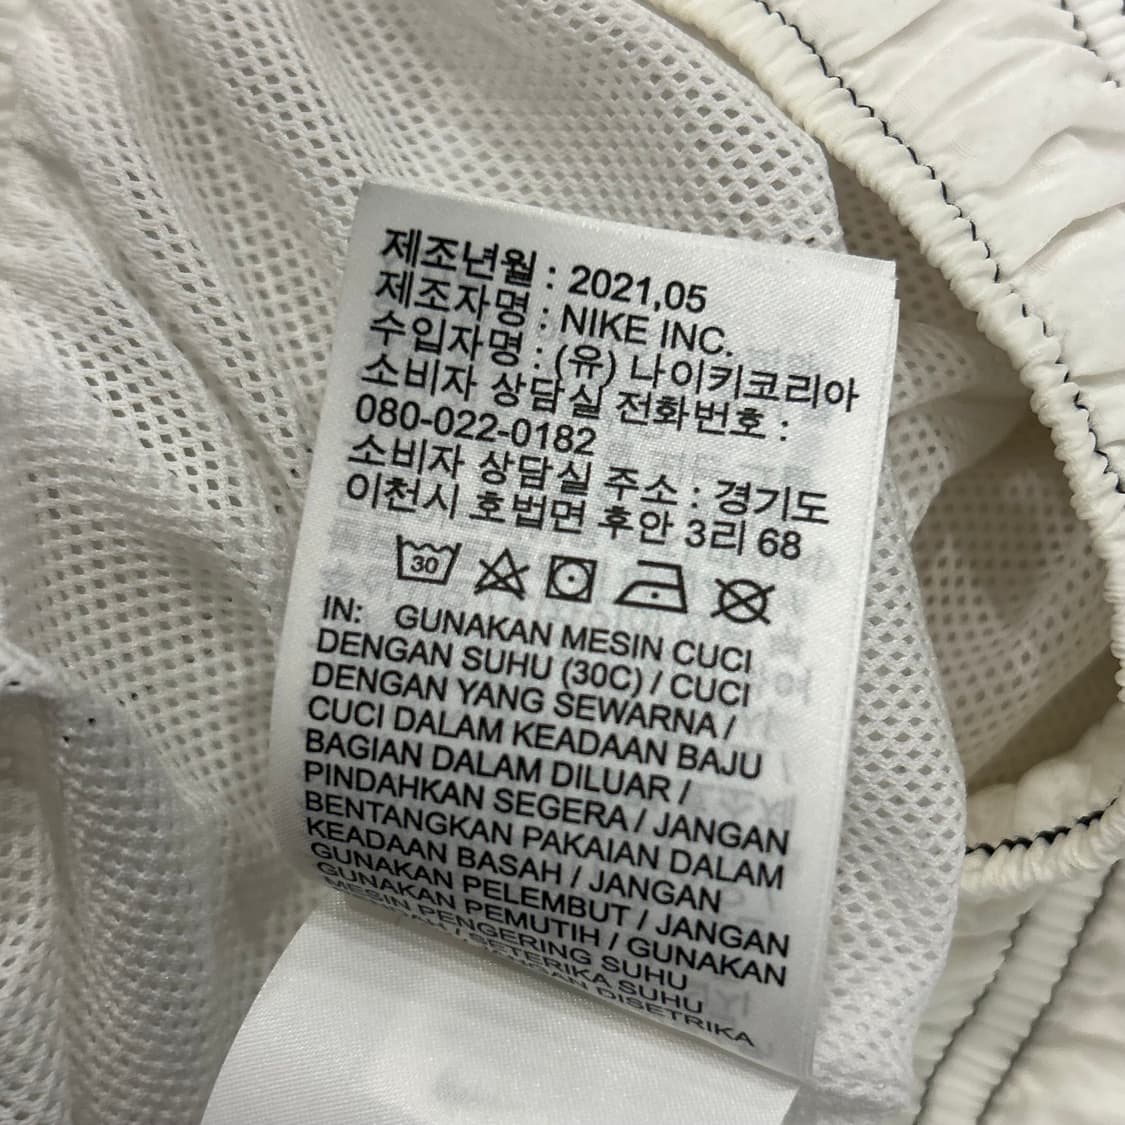 제조년월 : 2021,05
제조자명 : NIKE INC.
수입자명 : (유) 나이키코리아
소비자 상담실 전화번호 :
080-022-0182
소비자 상담실 주소 : 경기도
이천시 호법면 후안 3리 68
30
IN: GUNAKAN MESIN CUCI
DENGAN SUHU (30C) / CUCI
DENGAN YANG SEWARNA /
CUCI DALAM KEADAAN BAJU
BAGIAN DALAM DILUAR /
PINDAHKAN SEGERA / JANGAN
BENTANGKAN PAKAIAN DALAM
KEADAAN BASAH / JANGAN
GUNAKAN PELEMBUT / JANGAN
GUNAKAN PEMUTIH / GUNAKAN
MESIN PENGERING SUHU
/ SETERIKA SUHU
DISETRIKA